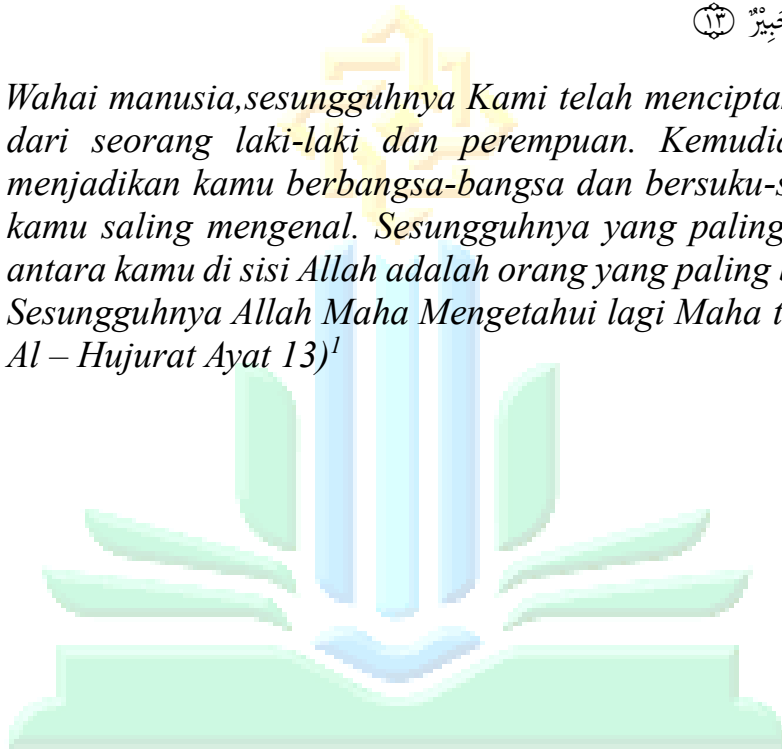 خَبِيْرٌ ۝١٣
Wahai manusia,sesungguhnya Kami telah
dari seorang laki-laki dan perempuan.
menjadikan kamu berbangsa-bangsa dan
kamu saling mengenal. Sesungguhnya yang paling
antara kamu di sisi Allah adalah orang yang paling
Sesungguhnya Allah Maha Mengetahui lagi Maha
Al – Hujurat Ayat 13)¹